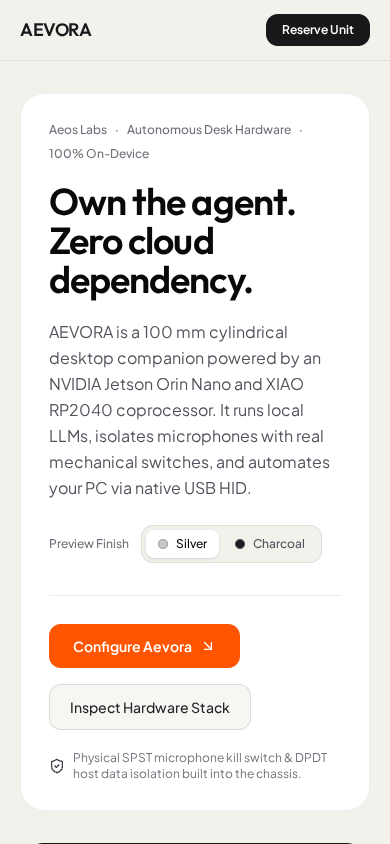 AEVORA
Reserve Unit
Aeos Labs · Autonomous Desk Hardware ·
100% On-Device
Own the agent.
Zero cloud
dependency.
AEVORA is a 100 mm cylindrical
desktop companion powered by an
NVIDIA Jetson Orin Nano and XIAO
RP2040 coprocessor. It runs local
LLMs, isolates microphones with real
mechanical switches, and automates
your PC via native USB HID.
Preview Finish
Silver
Charcoal
Configure Aevora
Inspect Hardware Stack
Physical SPST microphone kill switch & DPDT
host data isolation built into the chassis.